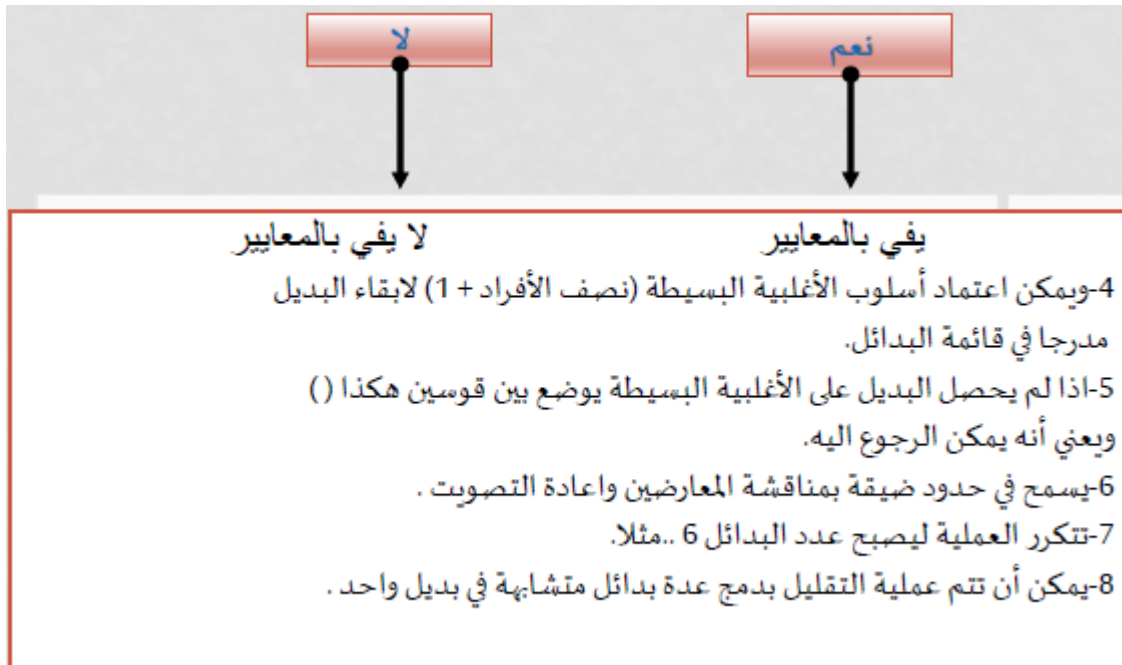 نعم
لا
يفي بالمعايير
لا يفي بالمعايير
4-ويمكن اعتماد أسلوب الأغلبية البسيطة (نصف الأفراد + 1) لابقاء البديل
مدرجا في قائمة البدائل.
5-اذا لم يحصل البديل على الأغلبية البسيطة يوضع بين قوسين هكذا ( )
ويعني أنه يمكن الرجوع اليه.
6-يسمح في حدود ضيقة بمناقشة المعارضين واعادة التصويت .
7-تتكرر العملية ليصبح عدد البدائل 6 ..مثلا.
8-يمكن أن تتم عملية التقليل بدمج عدة بدائل متشابهة في بديل واحد .